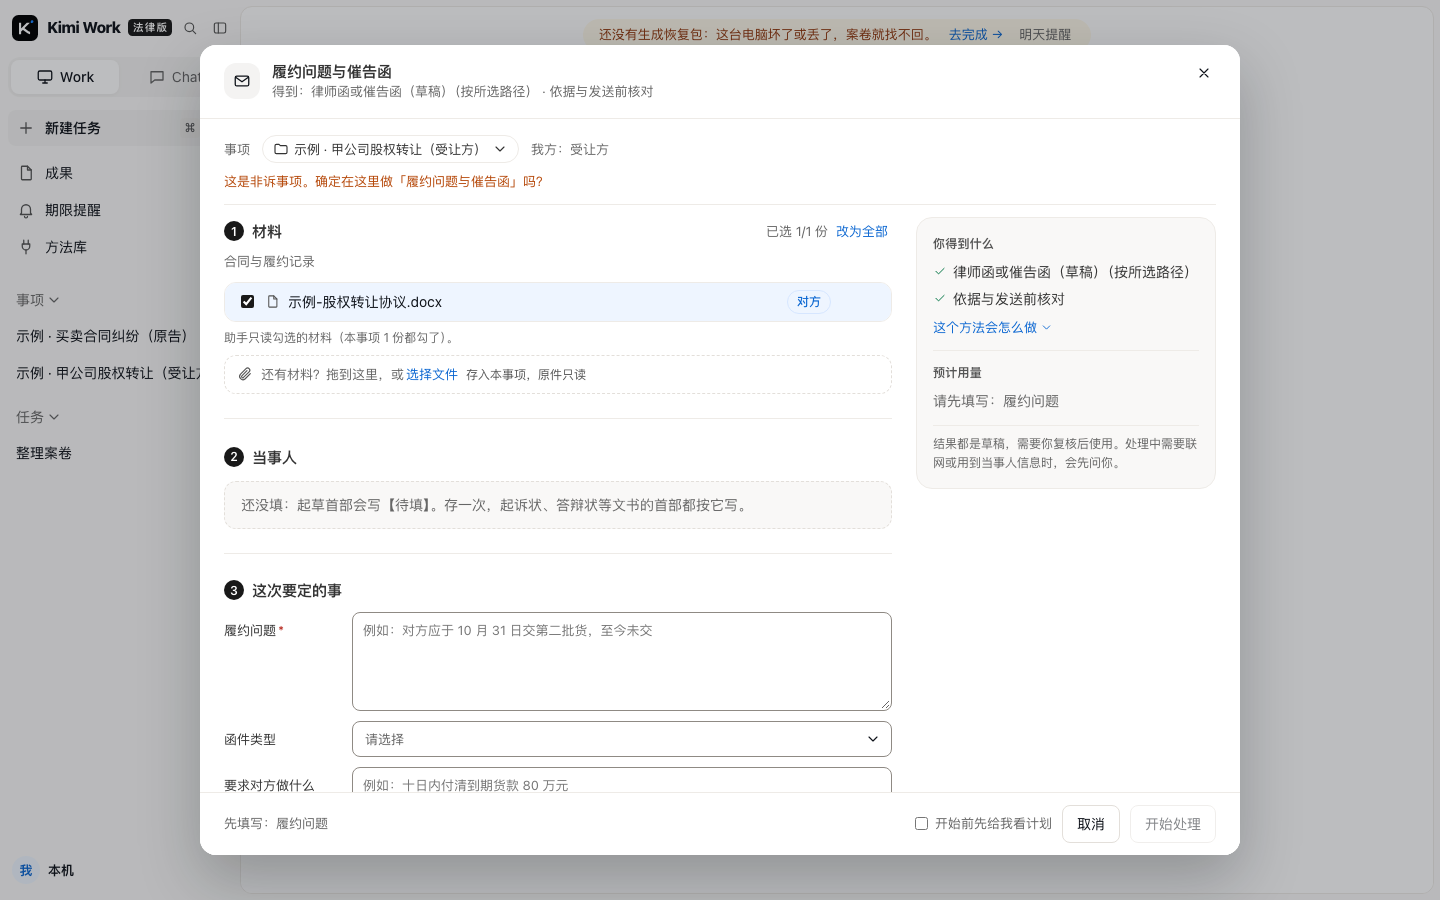 Kimi Work 法律版
还没有生成恢复包：这台电脑坏了或丢了，案卷就找不回。 去完成 → 明天提醒
Work
Chat
新建任务 ⌘
成果
期限提醒
方法库
事项
示例 · 买卖合同纠纷（原告）
示例 · 甲公司股权转让（受让
任务
整理案卷
我 本机
履约问题与催告函
得到：律师函或催告函（草稿）（按所选路径） · 依据与发送前核对
事项 示例 · 甲公司股权转让（受让方） 我方：受让方
这是非诉事项。确定在这里做「履约问题与催告函」吗？
1 材料 已选 1/1 份 改为全部
合同与履约记录
示例-股权转让协议.docx 对方
助手只读勾选的材料（本事项 1 份都勾了）。
还有材料？拖到这里，或 选择文件 存入本事项，原件只读
2 当事人
还没填：起草首部会写【待填】。存一次，起诉状、答辩状等文书的首部都按它写。
3 这次要定的事
履约问题 *
例如：对方应于 10 月 31 日交第二批货，至今未交
函件类型 请选择
要求对方做什么 例如：十日内付清到期货款 80 万元
你得到什么
律师函或催告函（草稿）（按所选路径）
依据与发送前核对
这个方法会怎么做
预计用量
请先填写：履约问题
结果都是草稿，需要你复核后使用。处理中需要联
网或用到当事人信息时，会先问你。
先填写：履约问题 开始前先给我看计划 取消 开始处理